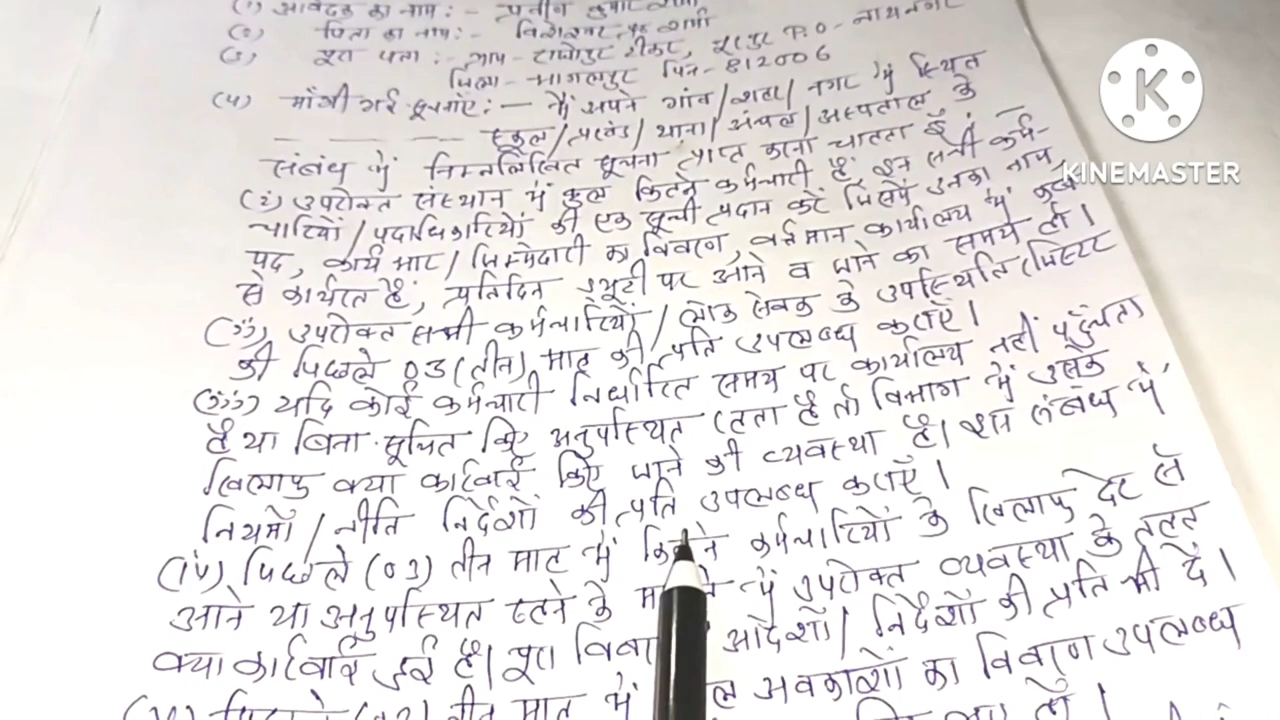 (1) आवेदक का नाम :- प्रवीण कुमार
(2) पिता का नाम :-
(3) पूरा पता :- ग्राम - टिकर, P.O - नाथनगर
जिला - भागलपुर पिन - 812006
(4) माँगी गई सूचनाएं :- मैं अपने गांव/शहर/नगर में स्थित
स्कूल/प्रखंड/थाना/अंचल/अस्पताल के
संबंध में निम्नलिखित सूचना प्राप्त करना चाहता हूँ :-
(i) उपरोक्त संस्थान में कुल कितने कर्मचारी हैं, इन सभी कर्म-
चारियों/पदाधिकारियों की एक सूची प्रदान करें जिसमें उनका नाम,
पद, कार्य भार/जिम्मेदारी का विवरण, वर्तमान कार्यालय में कब
से कार्यरत हैं, प्रतिदिन ड्यूटी पर आने व जाने का समय हो।
(ii) उपरोक्त सभी कर्मचारियों/लोक सेवक के उपस्थिति रजिस्टर
की पिछले 03 (तीन) माह की प्रति उपलब्ध कराएं।
(iii) यदि कोई कर्मचारी निर्धारित समय पर कार्यालय नहीं पहुँचता
है या बिना सूचित किए अनुपस्थित रहता है तो विभाग में उसके
खिलाफ क्या कार्रवाई किए जाने की व्यवस्था है। इस संबंध में
नियमों/नीति निर्देशों की प्रति उपलब्ध कराएँ।
(iv) पिछले (03) तीन माह में कितने कर्मचारियों के खिलाफ देर से
आने या अनुपस्थित रहने के मामले में उपरोक्त व्यवस्था के तहत
क्या कार्रवाई हुई है। पूरा आदेशों/निर्देशों की प्रति भी दें।
पिछले (03) तीन माह में अवकाशों का विवरण उपलब्ध
KINEMASTER